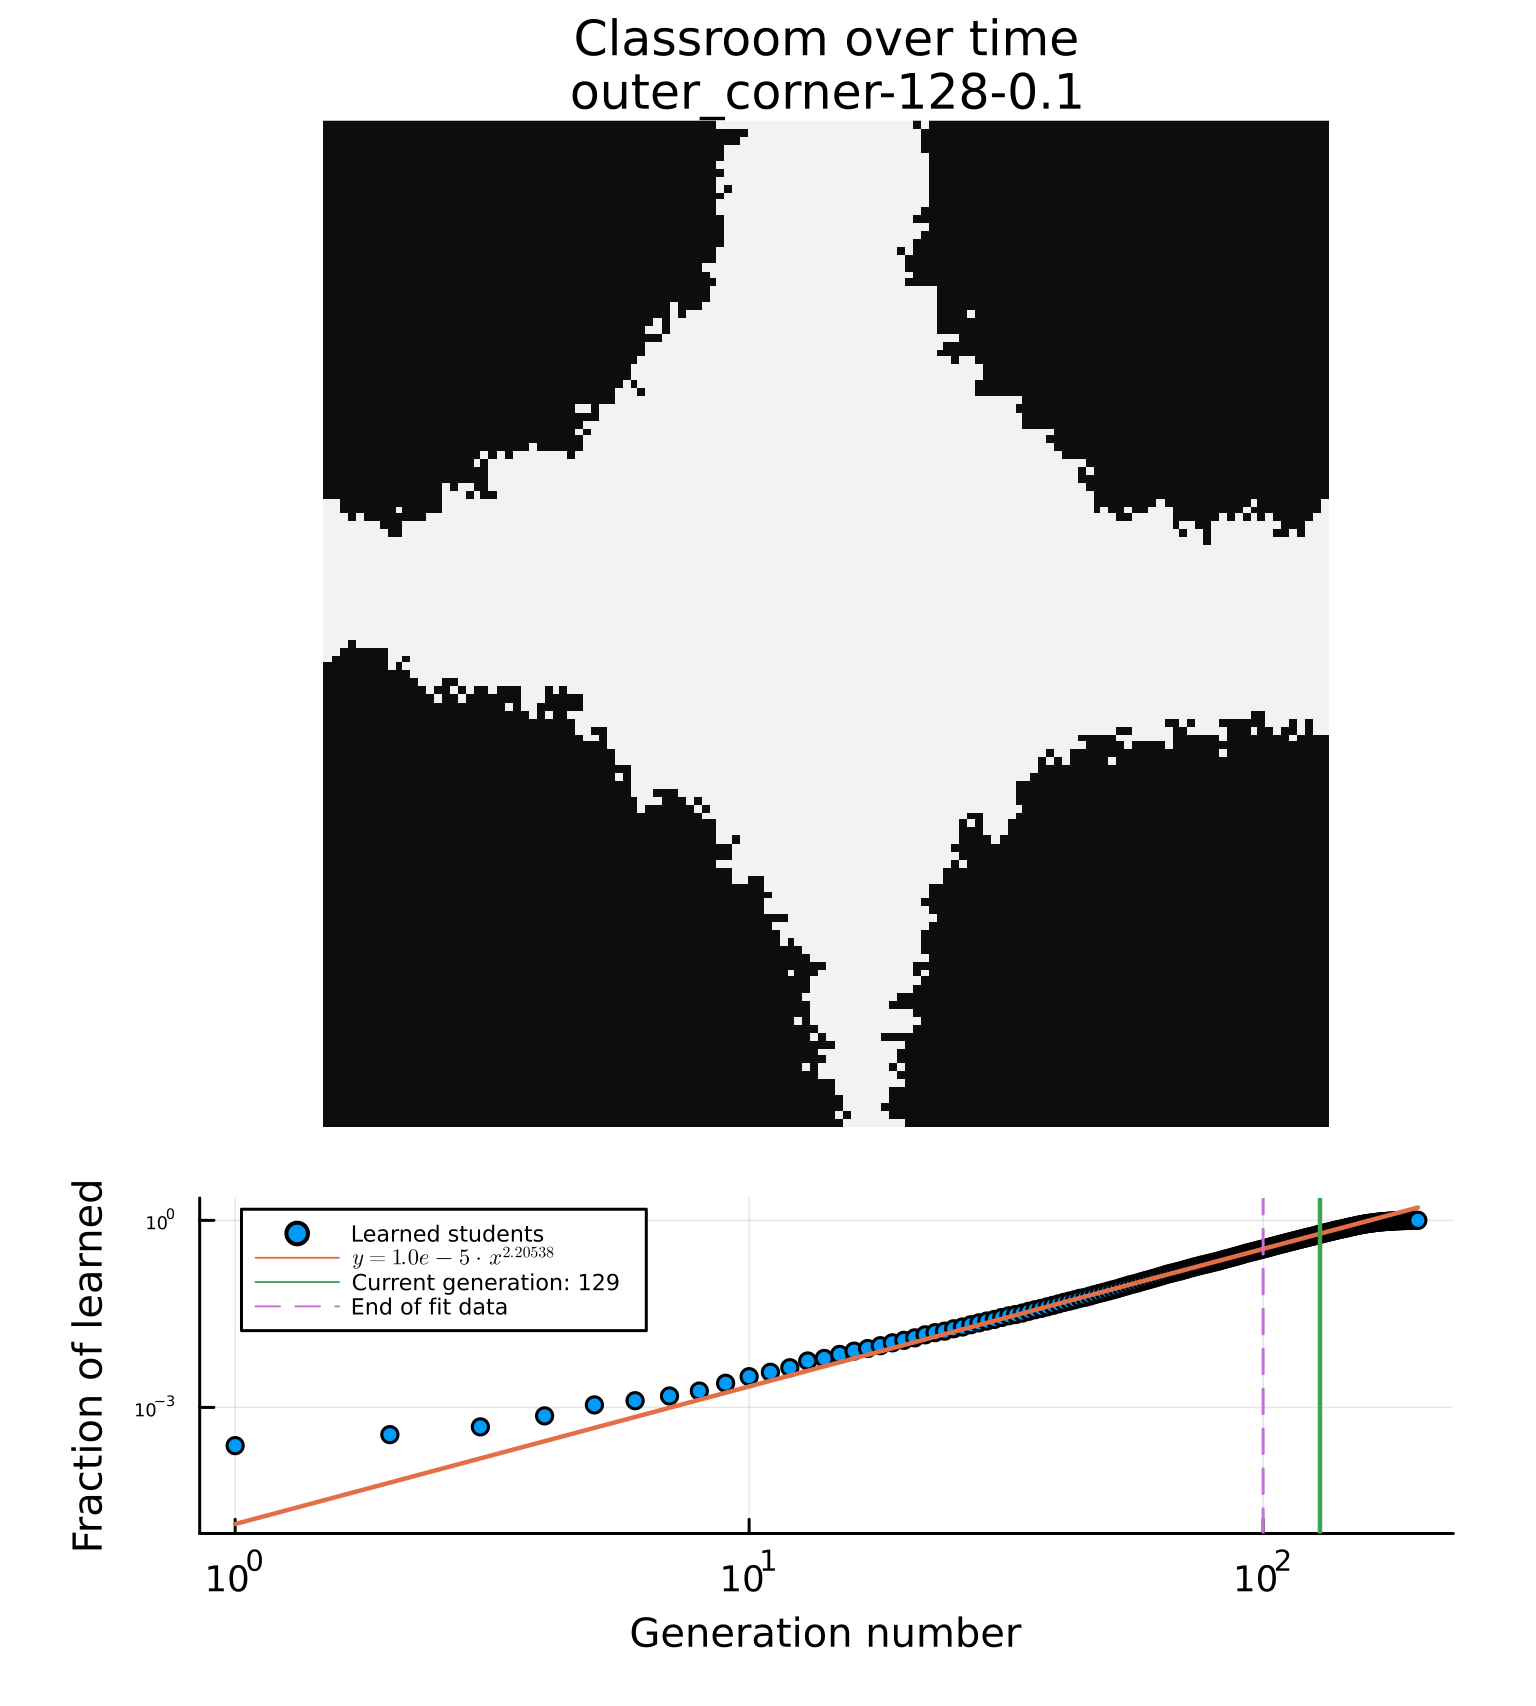 Classroom over time
outer_corner-128-0.1
Fraction of learned
10^0
10^−3
Learned students
y = 1.0e − 5 · x^2.20538
Current generation: 129
End of fit data
10^0
10^1
10^2
Generation number